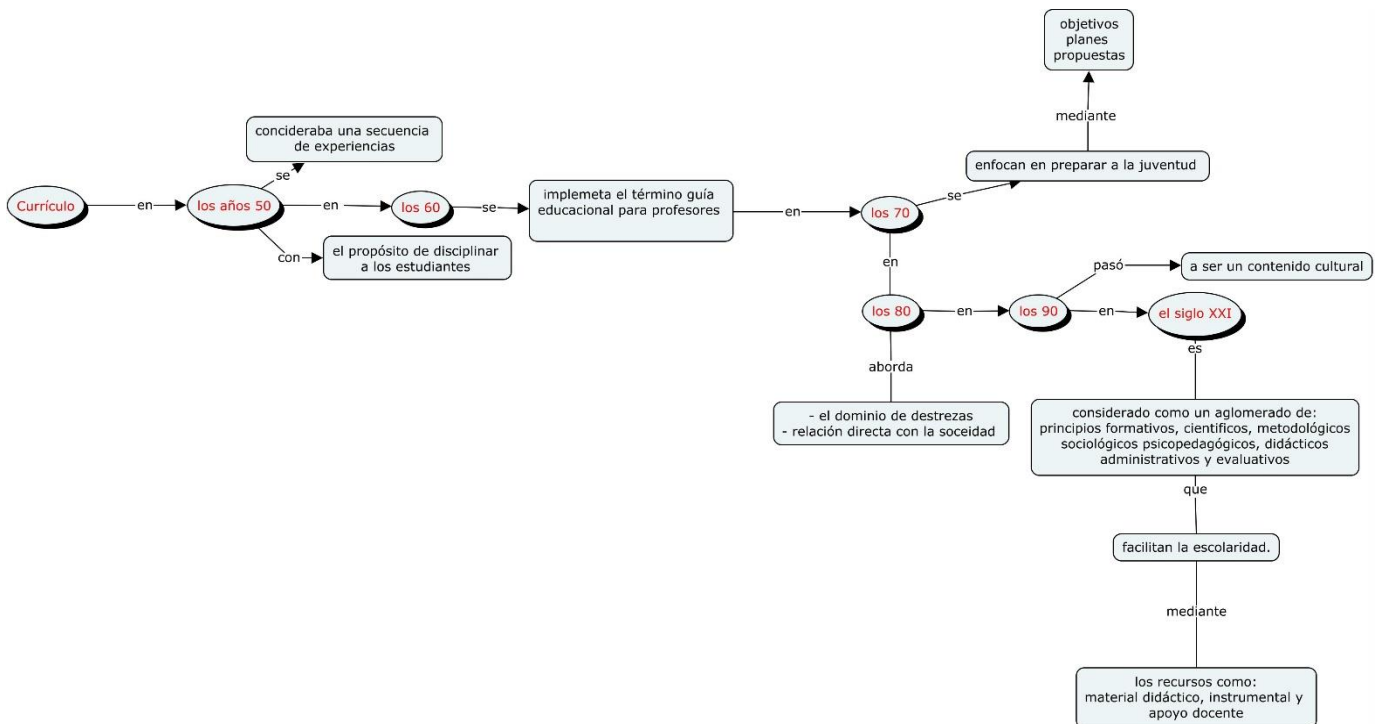 objetivos
planes
propuestas
mediante
concideraba una secuencia
de experiencias
enfocan en preparar a la juventud
se
se
Currículo
en
los años 50
en
los 60
se
implemeta el término guía
educacional para profesores
en
los 70
con
el propósito de disciplinar
a los estudiantes
en
pasó
a ser un contenido cultural
los 80
en
los 90
en
el siglo XXI
es
aborda
- el dominio de destrezas
- relación directa con la soceidad
considerado como un aglomerado de:
principios formativos, cientificos, metodológicos
sociológicos psicopedagógicos, didácticos
administrativos y evaluativos
que
facilitan la escolaridad.
mediante
los recursos como:
material didáctico, instrumental y
apoyo docente